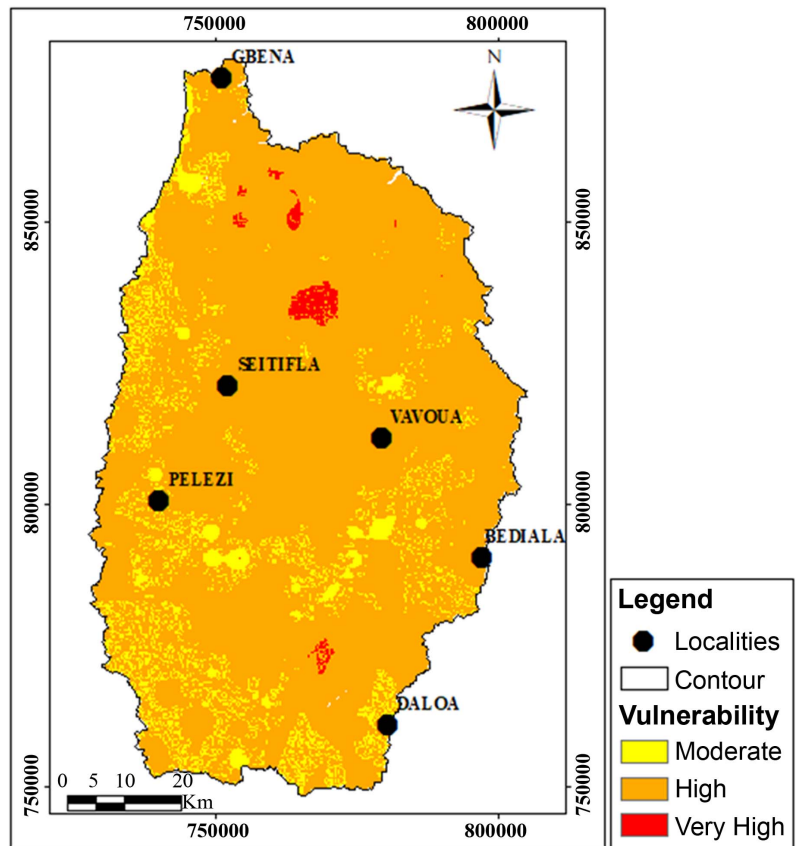 750000 800000
GBENA
N
850000 850000
SEITIFLA
VAVOUA
PELEZI
800000 800000
BEDIALA
DALOA
750000 750000
0 5 10 20
Km
750000 800000
Legend
Localities
Contour
Vulnerability
Moderate
High
Very High